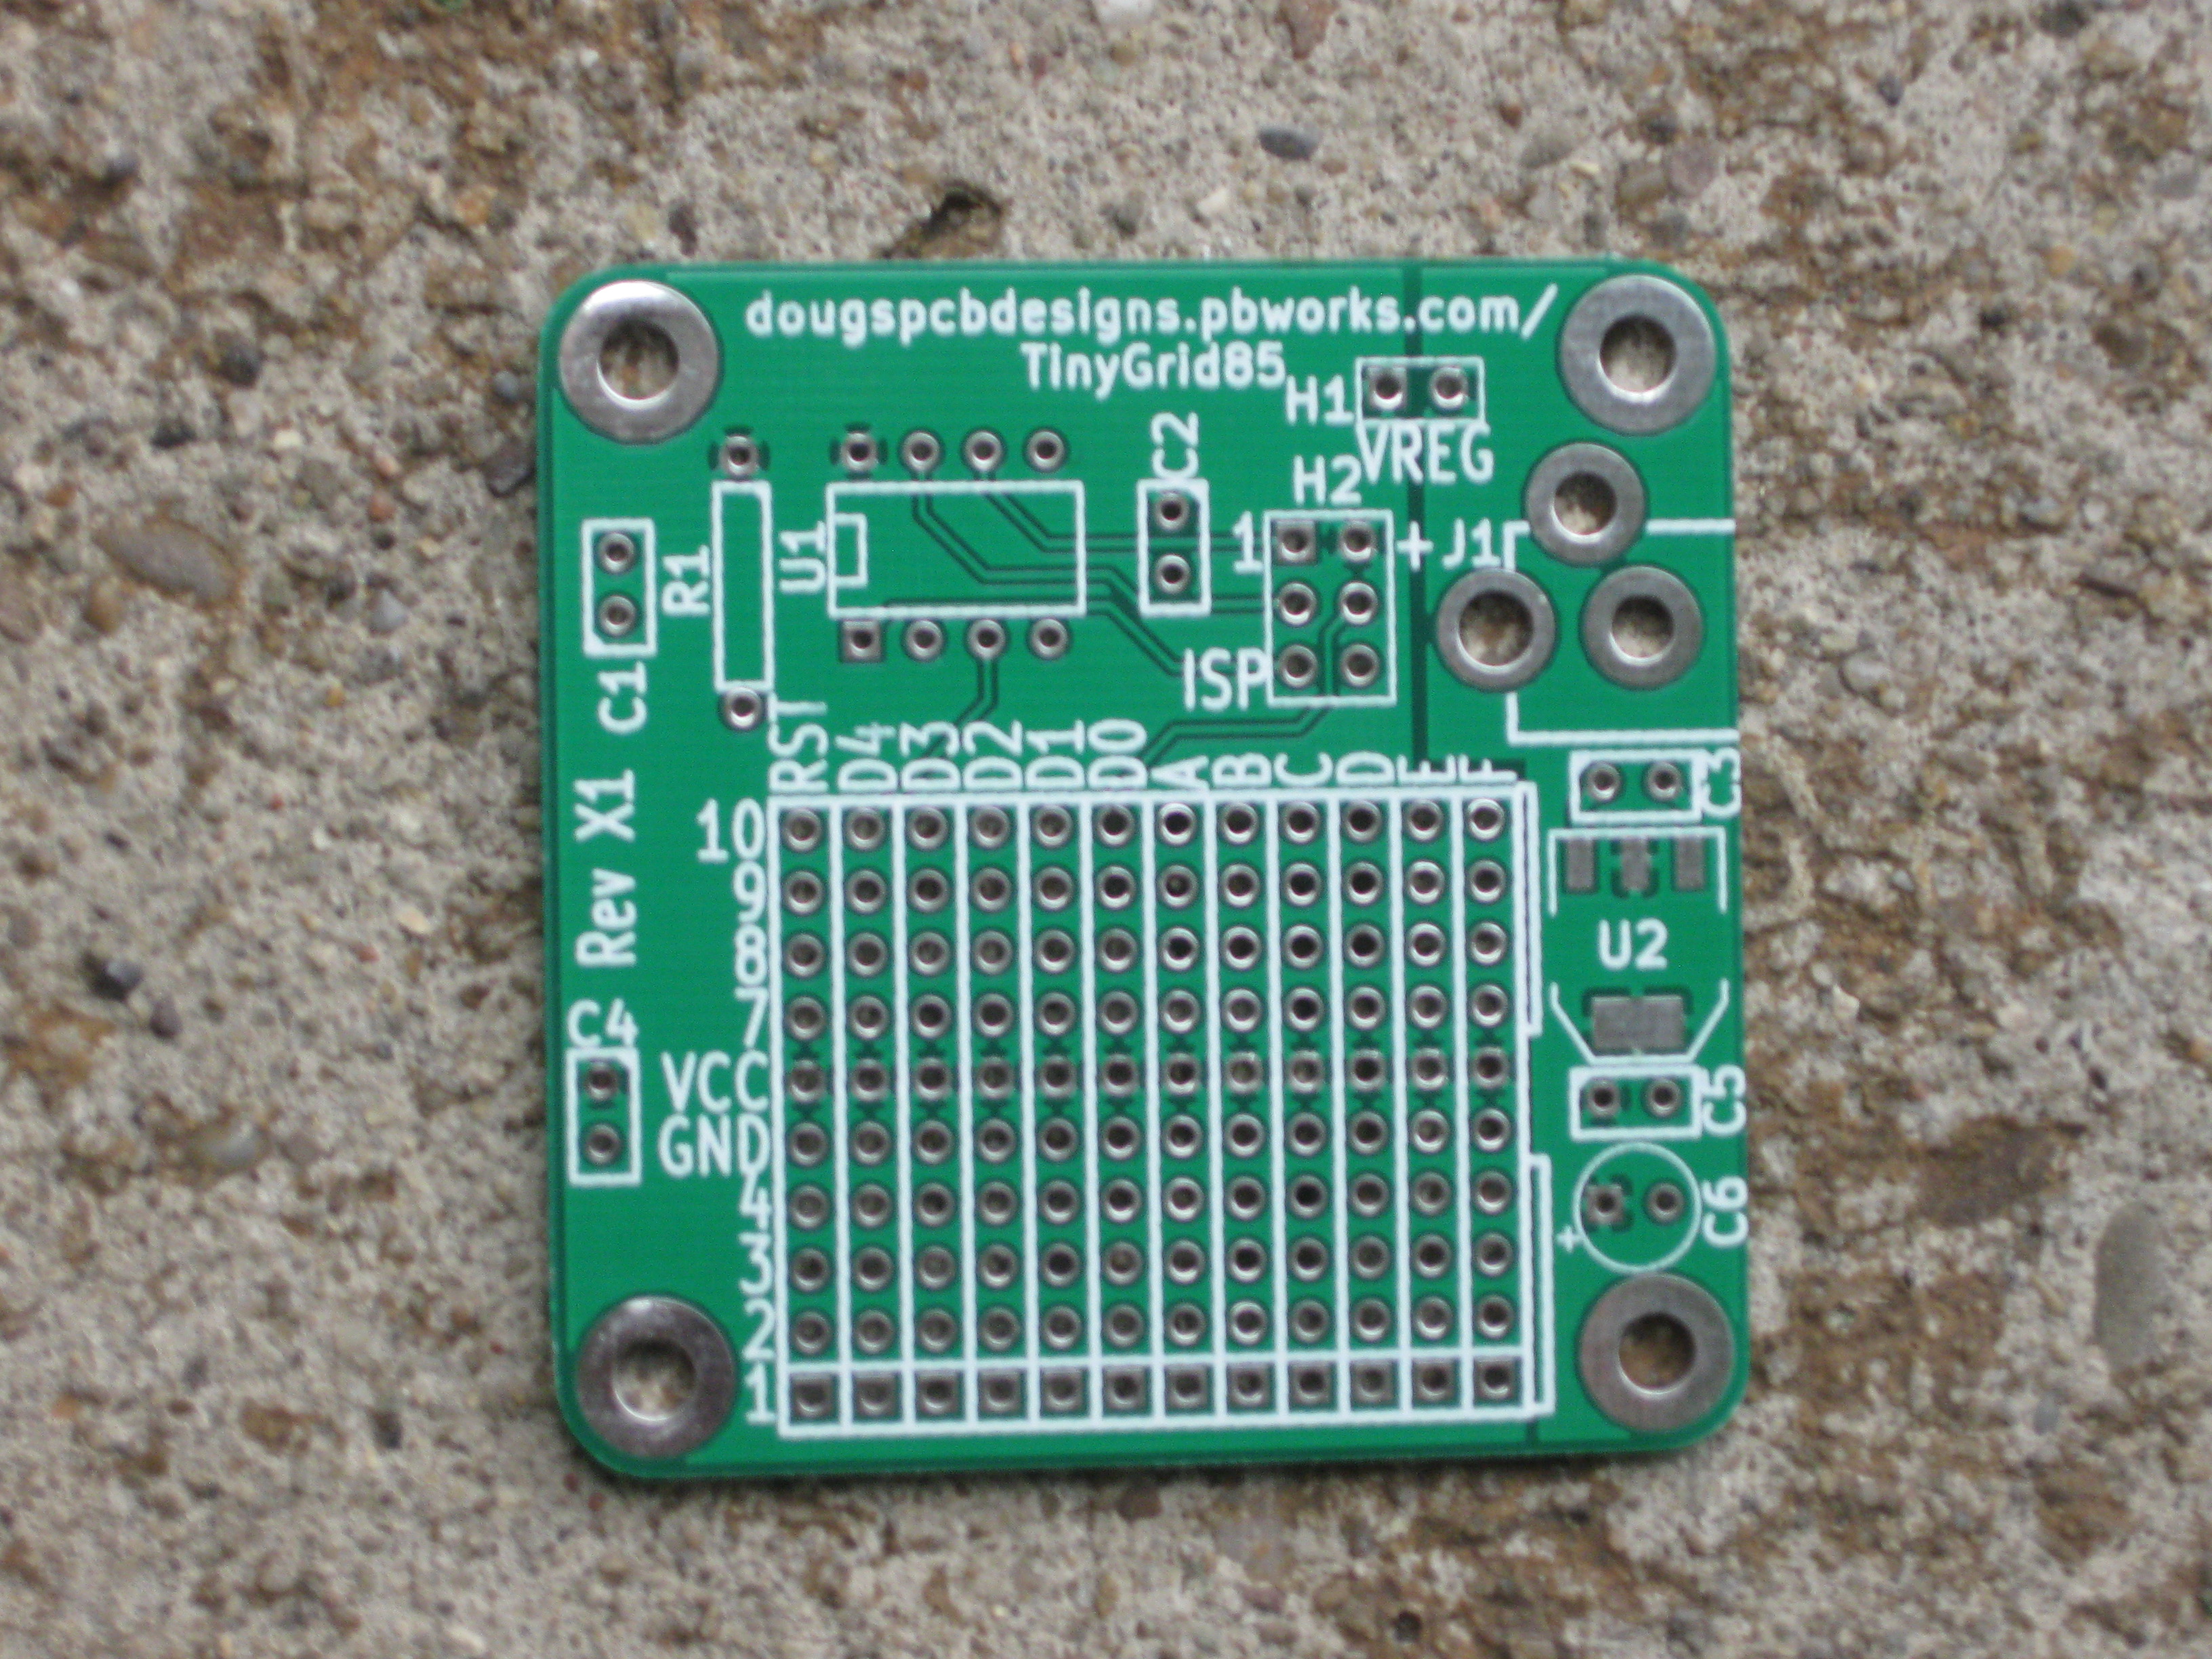 dougspcbdesigns.pbworks.com/
TinyGrid85
H1
VREG
C2
H2
1
+
J1
U1
R1
C1
ISP
RST
D4
D3
D2
D1
D0
A
B
C
D
E
F
C3
10
9
8
7
VCC
GND
4
3
2
1
Rev X1
C4
U2
C5
+
C6